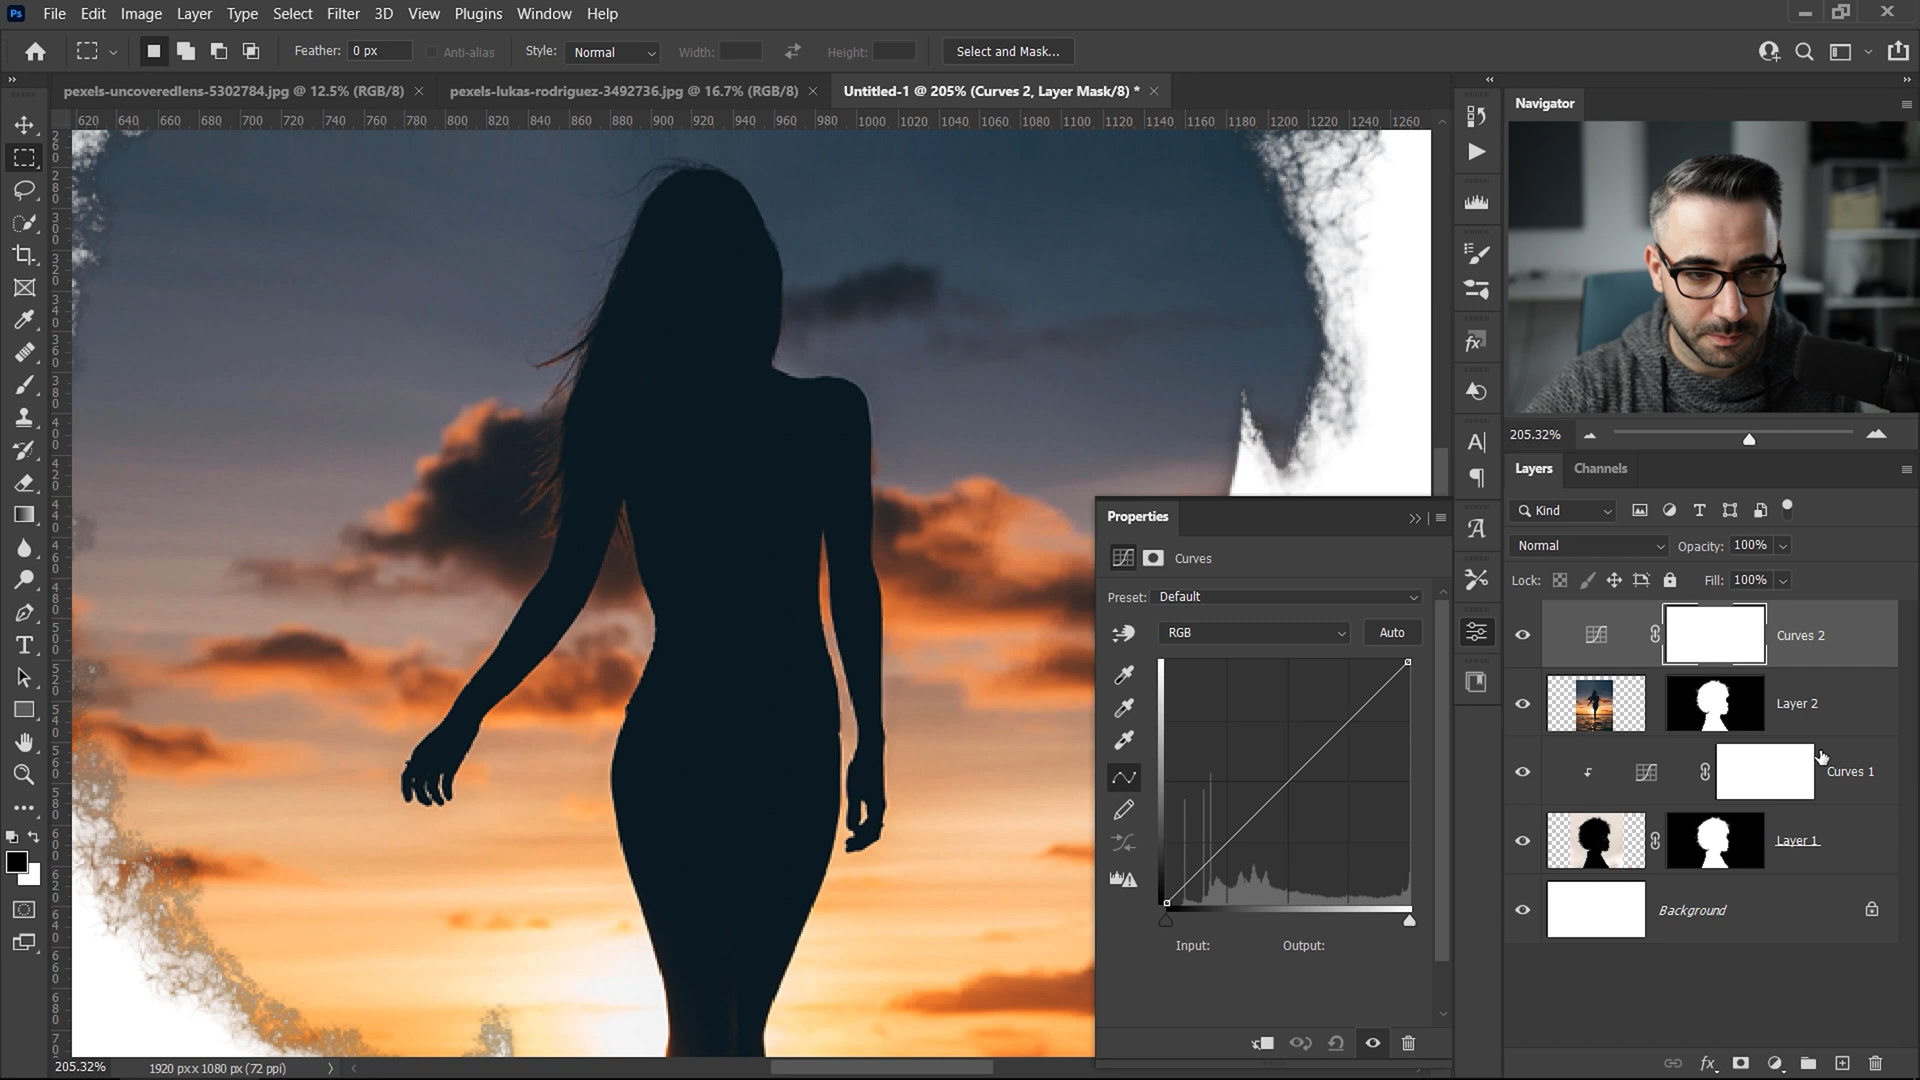 Ps File Edit Image Layer Type Select Filter 3D View Plugins Window Help
Feather: 0 px Anti-alias Style: Normal Width: Height: Select and Mask...
pexels-uncoveredlens-5302784.jpg @ 12.5% (RGB/8) × pexels-lukas-rodriguez-3492736.jpg @ 16.7% (RGB/8) × Untitled-1 @ 205% (Curves 2, Layer Mask/8) * ×
620 640 660 680 700 720 740 760 780 800 820 840 860 880 900 920 940 960 980 1000 1020 1040 1060 1080 1100 1120 1140 1160 1180 1200 1220 1240 1260
Navigator
205.32%
Layers Channels
Kind
Normal Opacity: 100%
Lock: Fill: 100%
Curves 2
Layer 2
Curves 1
Layer 1
Background
Properties
Curves
Preset: Default
RGB Auto
Input: Output:
205.32% 1920 px x 1080 px (72 ppi)